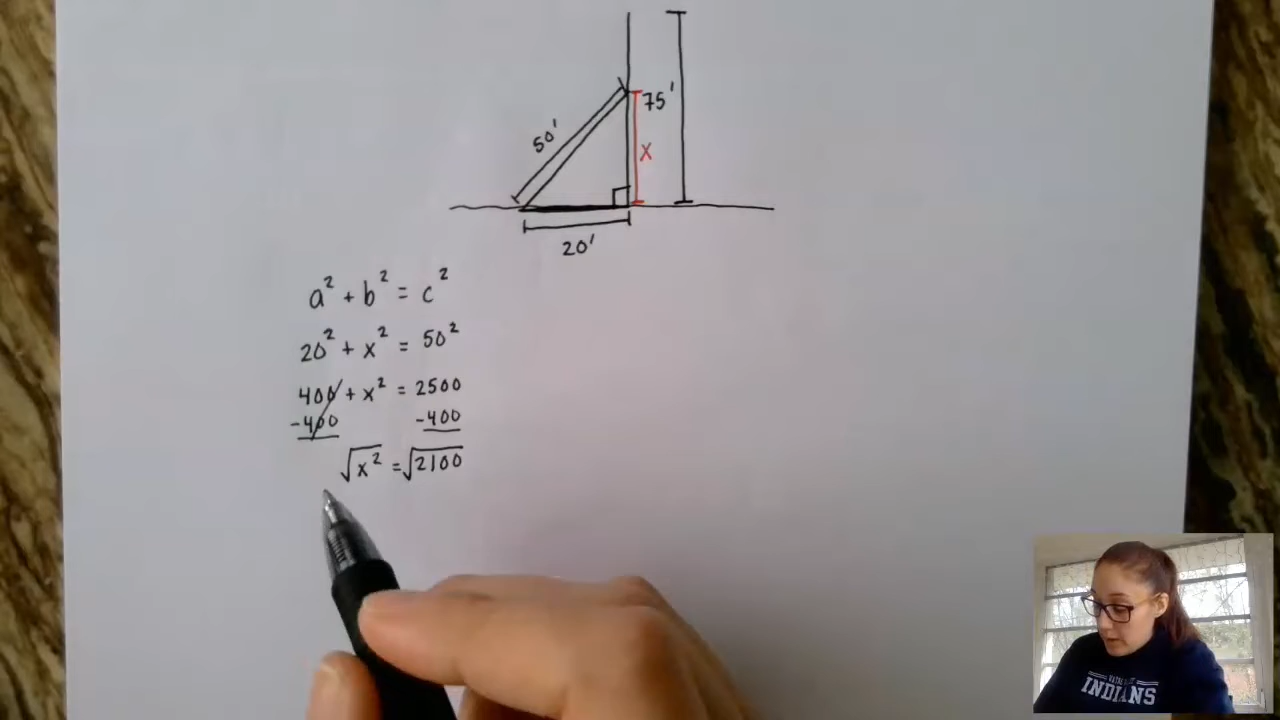 75'
50'
X
20'
a² + b² = c²
20² + x² = 50²
400 + x² = 2500
-400 -400
√x² = √2100
INDIANS